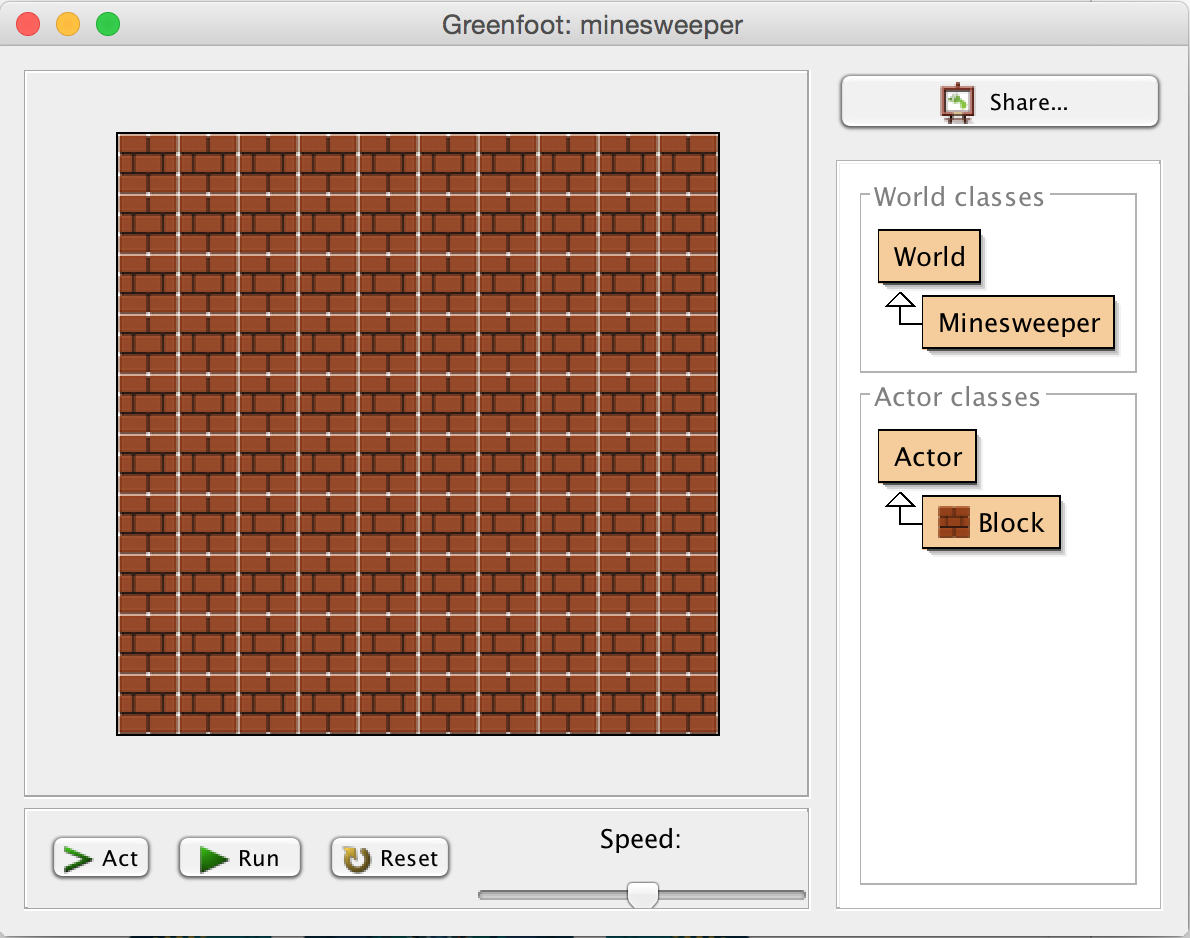 Greenfoot: minesweeper
Share...
World classes
World
Minesweeper
Actor classes
Actor
Block
Act
Run
Reset
Speed: